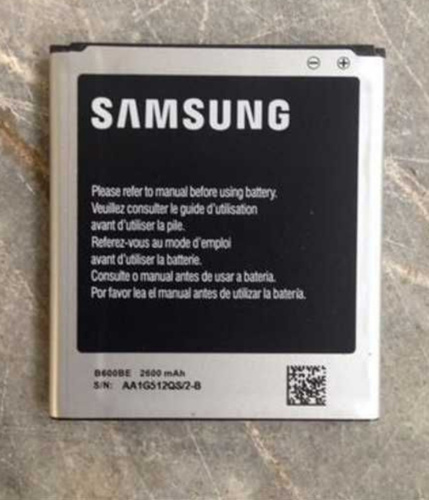 SAMSUNG
Please refer to manual before using battery.
Veuillez consulter le guide d'utilisation
avant d'utiliser la pile.
Referez-vous au mode d'emploi
avant d'utiliser la batterie.
Consulte o manual antes de usar a bateria.
Por favor lea el manual antes de utilizar la batería.
B600BE 2600 mAh
S/N: AA1G512QS/2-B